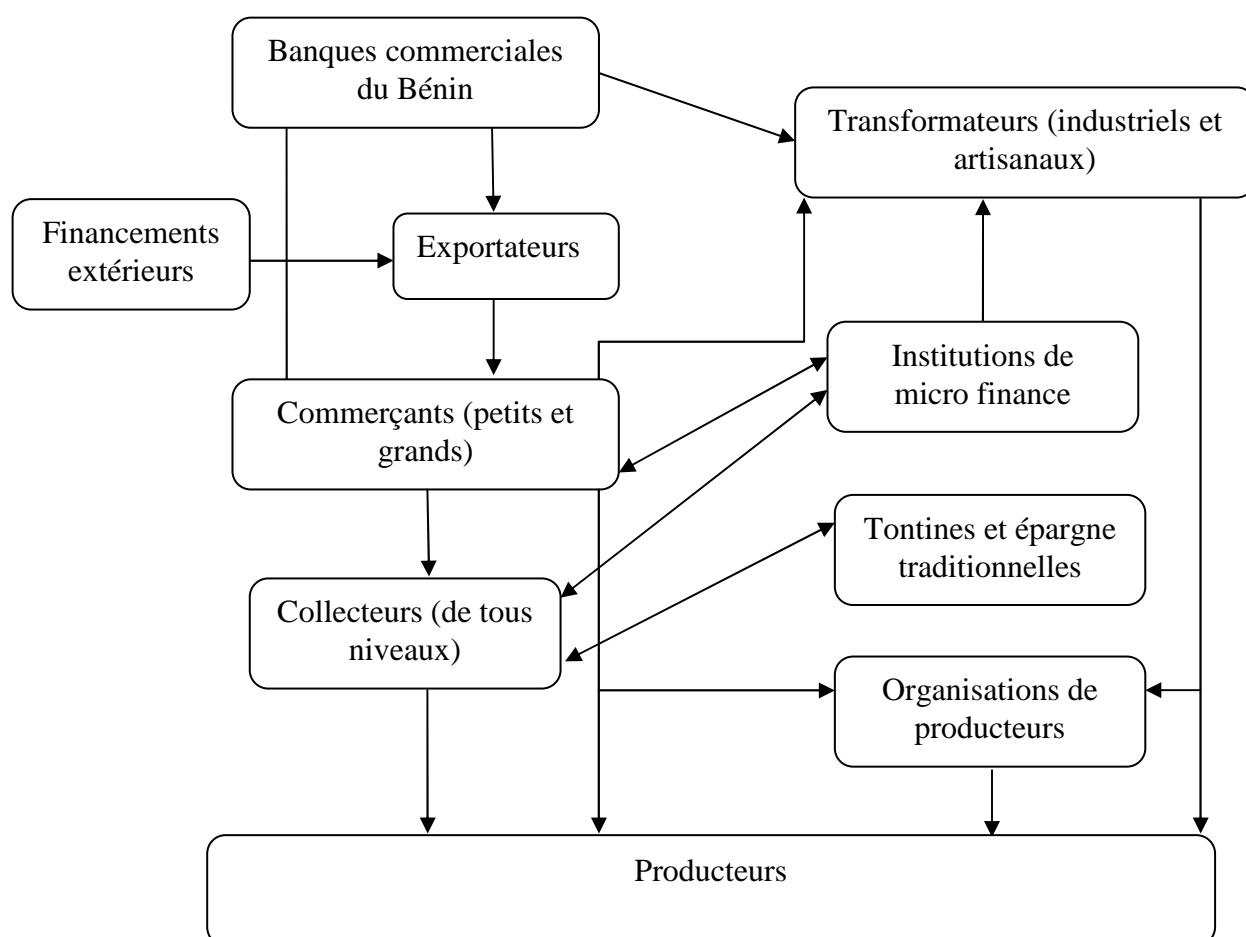 Banques commerciales
du Bénin
Transformateurs (industriels et
artisanaux)
Financements
extérieurs
Exportateurs
Institutions de
micro finance
Commerçants (petits et
grands)
Tontines et épargne
traditionnelles
Collecteurs (de tous
niveaux)
Organisations de
producteurs
Producteurs